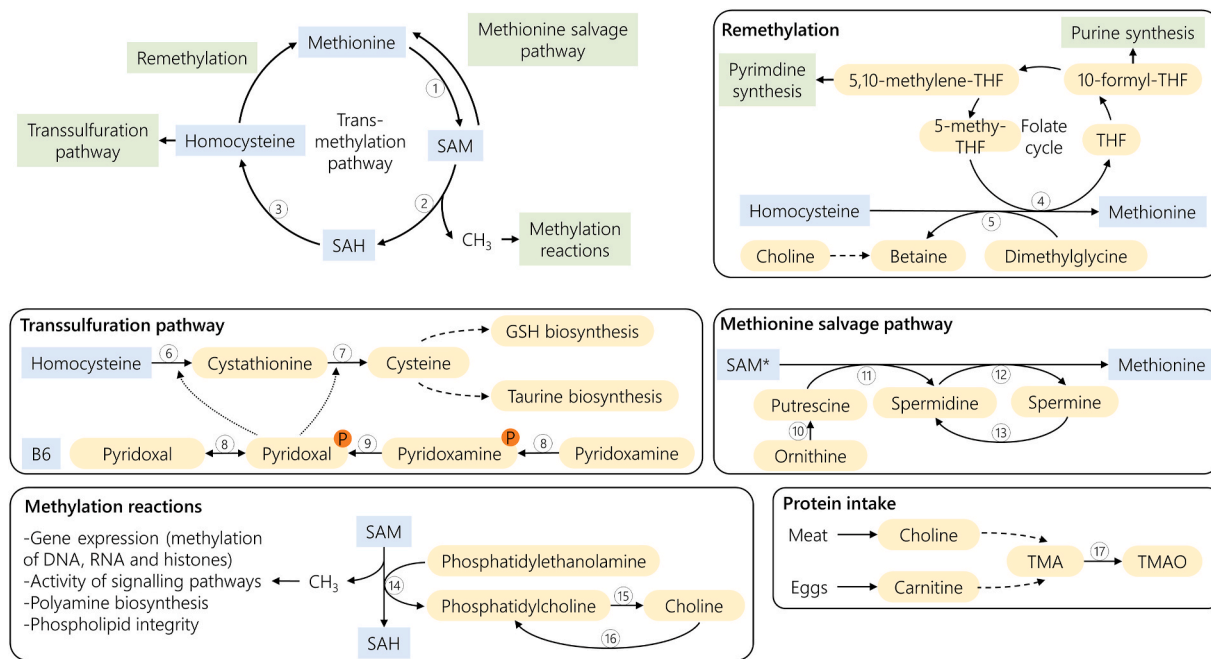 Methionine
Methionine salvage
pathway
Remethylation
1
Transsulfuration
pathway
Homocysteine
Trans-
methylation
pathway
SAM
3
2
SAH
CH3
Methylation
reactions
Remethylation
Purine synthesis
Pyrimdine
synthesis
5,10-methylene-THF
10-formyl-THF
5-methy-
THF
Folate
cycle
THF
4
Homocysteine
Methionine
5
Choline
Betaine
Dimethylglycine
Transsulfuration pathway
GSH biosynthesis
Homocysteine
6
Cystathionine
7
Cysteine
Taurine biosynthesis
B6
Pyridoxal
8
Pyridoxal
P
9
Pyridoxamine
P
8
Pyridoxamine
Methionine salvage pathway
SAM*
Methionine
11
12
Putrescine
Spermidine
Spermine
10
13
Ornithine
Methylation reactions
-Gene expression (methylation
of DNA, RNA and histones)
-Activity of signalling pathways
-Polyamine biosynthesis
-Phospholipid integrity
SAM
CH3
14
SAH
Phosphatidylethanolamine
Phosphatidylcholine
15
Choline
16
Protein intake
Meat
Choline
TMA
17
TMAO
Eggs
Carnitine